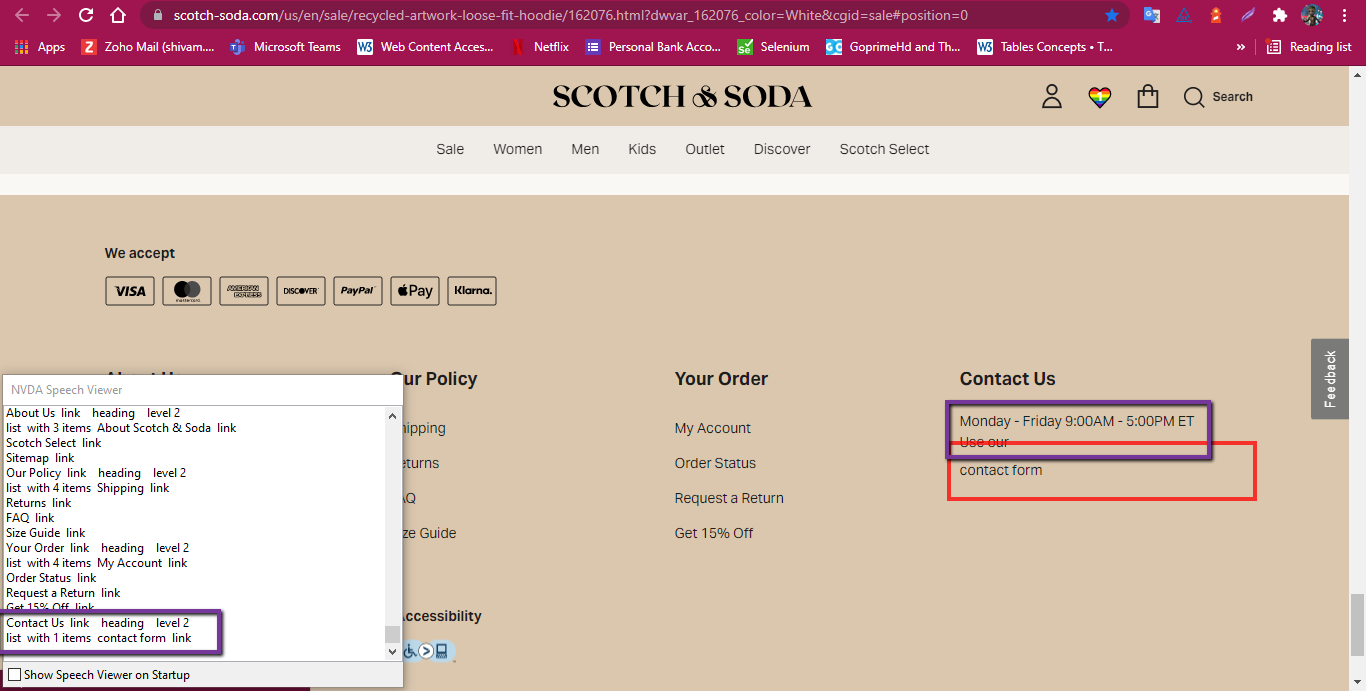 scotch-soda.com/us/en/sale/recycled-artwork-loose-fit-hoodie/162076.html?dwvar_162076_color=White&cgid=sale#position=0
Apps Zoho Mail (shivam.... Microsoft Teams Web Content Acces... Netflix Personal Bank Acco... Selenium GoprimeHd and Th... Tables Concepts • T... » Reading list
SCOTCH & SODA
Search
Sale Women Men Kids Outlet Discover Scotch Select
We accept
VISA mastercard AMERICAN EXPRESS DISCOVER PayPal Pay Klarna.
Feedback
Our Policy
hipping
eturns
AQ
ze Guide
Your Order
My Account
Order Status
Request a Return
Get 15% Off
Contact Us
Monday - Friday 9:00AM - 5:00PM ET
Use our
contact form
Accessibility
NVDA Speech Viewer
About Us link heading level 2
list with 3 items About Scotch & Soda link
Scotch Select link
Sitemap link
Our Policy link heading level 2
list with 4 items Shipping link
Returns link
FAQ link
Size Guide link
Your Order link heading level 2
list with 4 items My Account link
Order Status link
Request a Return link
Get 15% Off link
Contact Us link heading level 2
list with 1 items contact form link
Show Speech Viewer on Startup